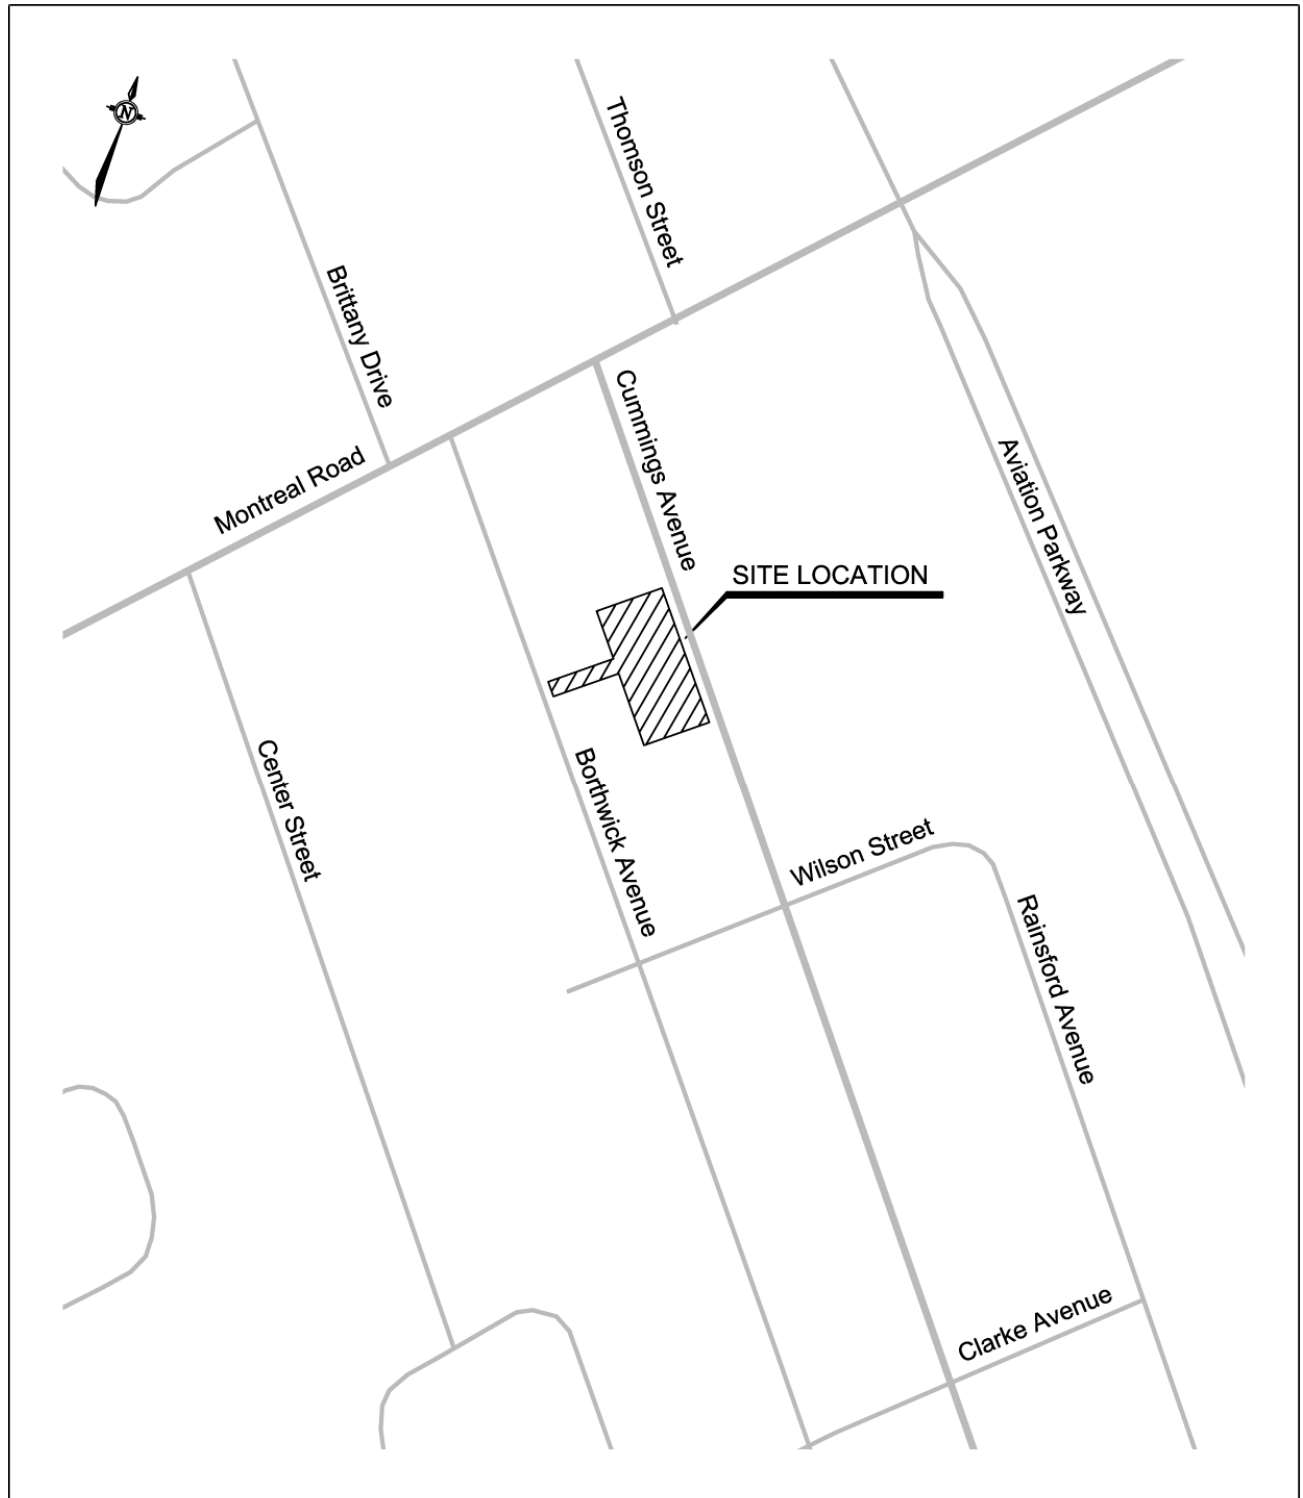 N
Thomson Street
Brittany Drive
Montreal Road
Cummings Avenue
Aviation Parkway
SITE LOCATION
Center Street
Borthwick Avenue
Wilson Street
Rainsford Avenue
Clarke Avenue